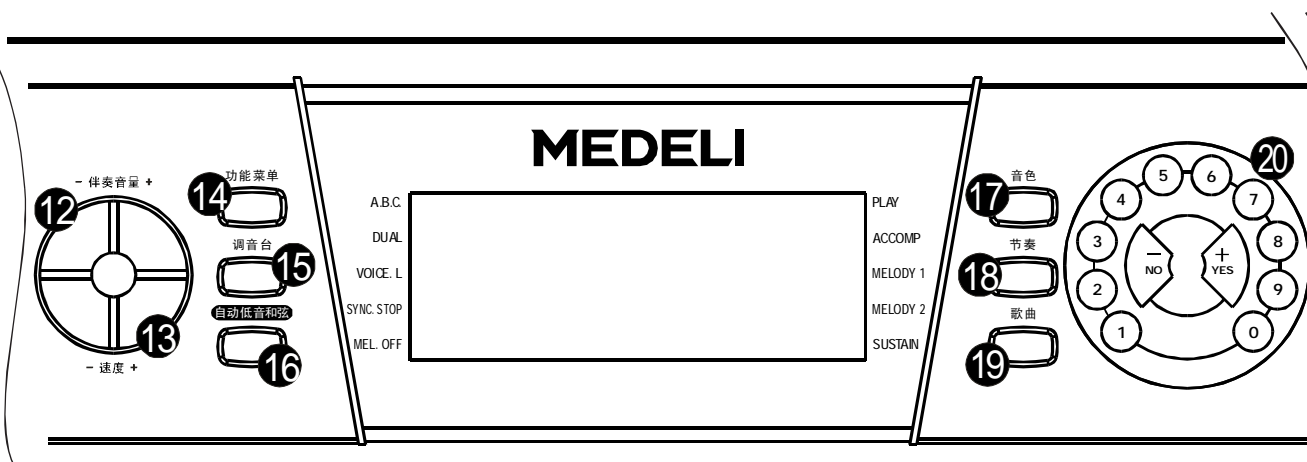 MEDELI
- 伴奏音量 +
12
13
- 速度 +
功能菜单
14
调音台
15
自动低音和弦
16
A.B.C.
DUAL
VOICE. L
SYNC. STOP
MEL. OFF
PLAY
ACCOMP
MELODY 1
MELODY 2
SUSTAIN
音色
17
节奏
18
歌曲
19
20
5
6
4
7
3
8
2
9
1
0
-
NO
+
YES